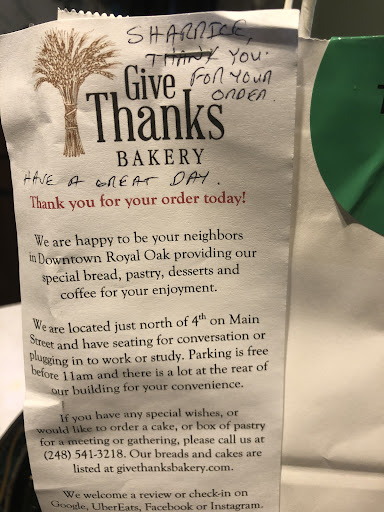 SHARRICE,
THANK YOU
FOR YOUR
ORDER
Give
Thanks
BAKERY
HAVE A GREAT DAY.
Thank you for your order today!
We are happy to be your neighbors
in Downtown Royal Oak providing our
special bread, pastry, desserts and
coffee for your enjoyment.
We are located just north of 4th on Main
Street and have seating for conversation or
plugging in to work or study. Parking is free
before 11am and there is a lot at the rear of
our building for your convenience.
If you have any special wishes, or
would like to order a cake, or box of pastry
for a meeting or gathering, please call us at
(248) 541-3218. Our breads and cakes are
listed at givethanksbakery.com.
We welcome a review or check-in on
Google, UberEats, Facebook or Instagram.